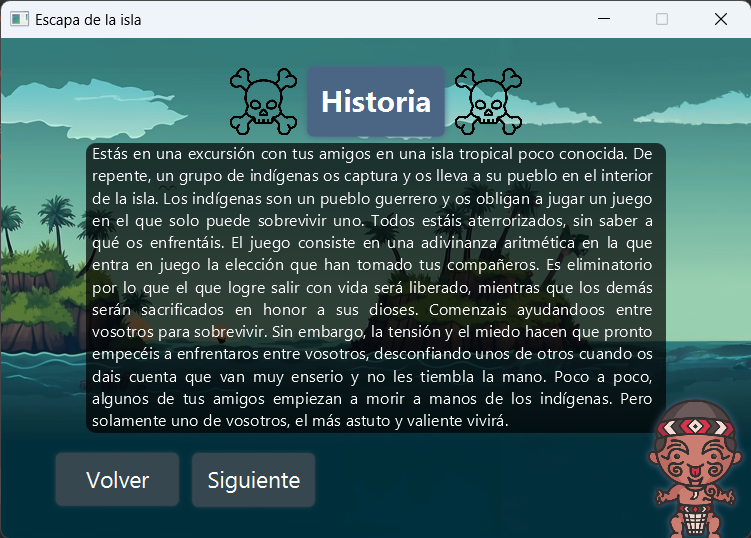 Escapa de la isla
Historia
Estás en una excursión con tus amigos en una isla tropical poco conocida. De
repente, un grupo de indígenas os captura y os lleva a su pueblo en el interior
de la isla. Los indígenas son un pueblo guerrero y os obligan a jugar un juego
en el que solo puede sobrevivir uno. Todos estáis aterrorizados, sin saber a
qué os enfrentáis. El juego consiste en una adivinanza aritmética en la que
entra en juego la elección que han tomado tus compañeros. Es eliminatorio
por lo que el que logre salir con vida será liberado, mientras que los demás
serán sacrificados en honor a sus dioses. Comenzais ayudandoos entre
vosotros para sobrevivir. Sin embargo, la tensión y el miedo hacen que pronto
empecéis a enfrentaros entre vosotros, desconfiando unos de otros cuando os
dais cuenta que van muy enserio y no les tiembla la mano. Poco a poco,
algunos de tus amigos empiezan a morir a manos de los indígenas. Pero
solamente uno de vosotros, el más astuto y valiente vivirá.
Volver
Siguiente